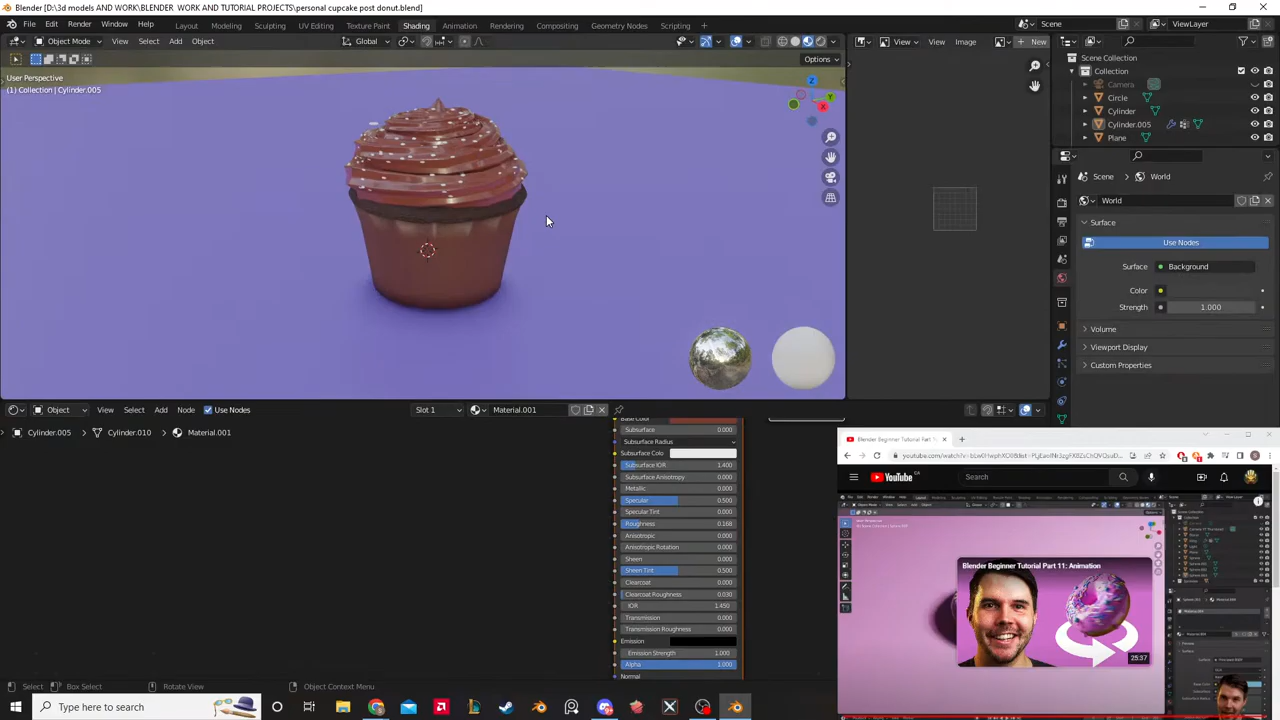 Blender [D:\3d models AND WORK\BLENDER  WORK AND TUTORIAL PROJECTS\personal cupcake post donut.blend]
File Edit Render Window Help Layout Modeling Sculpting UV Editing Texture Paint Shading Animation Rendering Compositing Geometry Nodes Scripting + Scene ViewLayer
Object Mode View Select Add Object Global View View Image New
Options
User Perspective
(1) Collection | Cylinder.005
Z
Y
X
Scene Collection
Collection
Camera
Circle
Cylinder
Cylinder.005
Plane
Scene World
World
Surface
Use Nodes
Surface Background
Color
Strength 1.000
Volume
Viewport Display
Custom Properties
Object View Select Add Node Use Nodes Slot 1 Material.001
Cylinder.005 Cylinder.010 Material.001
Base Color
Subsurface 0.000
Subsurface Radius
Subsurface Colo
Subsurface IOR 1.400
Subsurface Anisotropy 0.000
Metallic 0.000
Specular 0.500
Specular Tint 0.000
Roughness 0.168
Anisotropic 0.000
Anisotropic Rotation 0.000
Sheen 0.000
Sheen Tint 0.500
Clearcoat 0.000
Clearcoat Roughness 0.030
IOR 1.450
Transmission 0.000
Transmission Roughness 0.000
Emission
Emission Strength 1.000
Alpha 1.000
Normal
Blender Beginner Tutorial Part 1
YouTube CA
Search
Blender Beginner Tutorial Part 11: Animation
25:37
Select Box Select Rotate View Object Context Menu
Type here to search